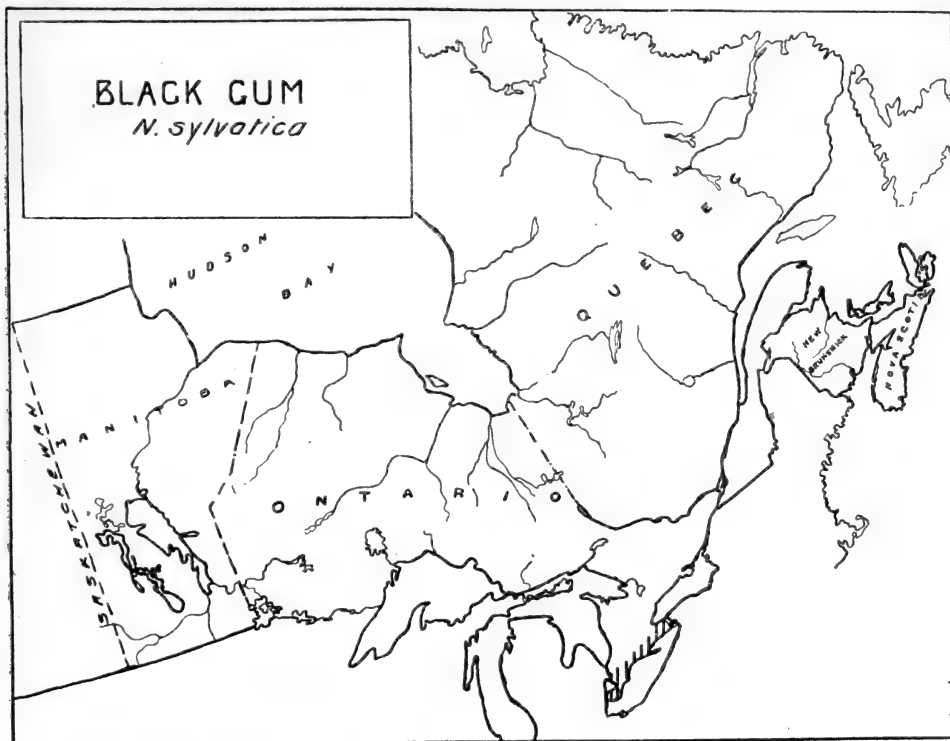 BLACK GUM
N. sylvatica
HUDSON
BAY
QUEBEC
NEW
BRUNSWICK
NOVA SCOTIA
MANITOBA
SASKATCHEWAN
ONTARIO